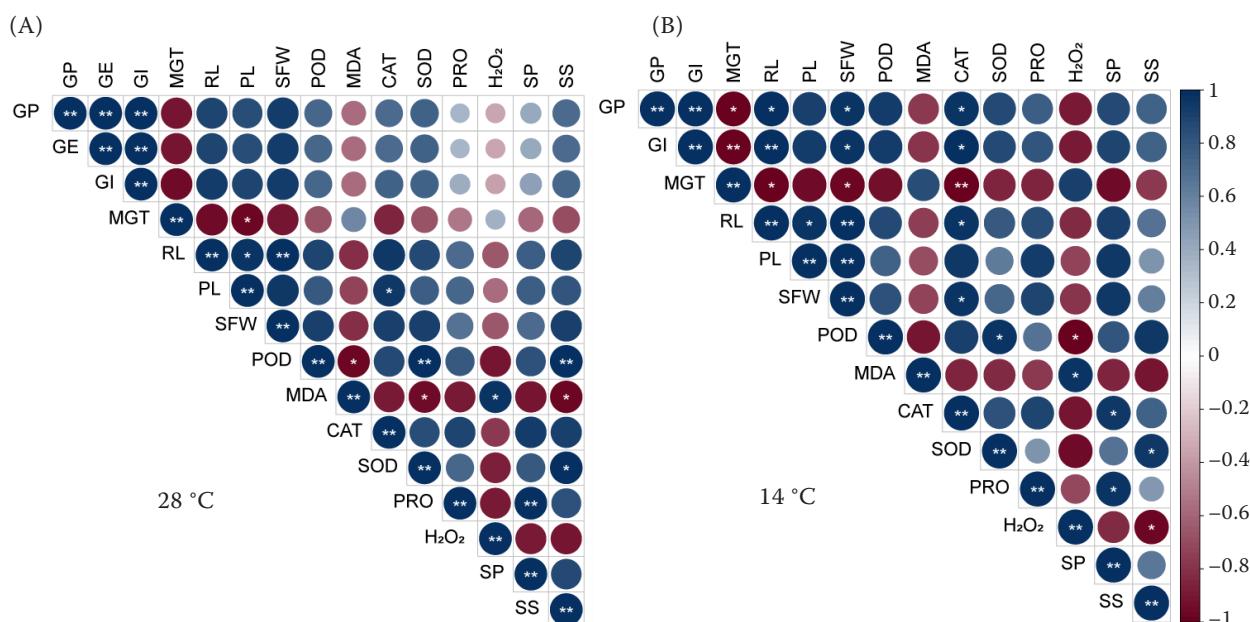 (A)
GP GE GI MGT RL PL SFW POD MDA CAT SOD PRO H₂O₂ SP SS
GP ** ** **
GE ** **
GI **
MGT ** *
RL ** * **
PL ** *
SFW **
POD ** * ** **
MDA ** * * *
CAT **
SOD ** *
PRO ** **
H₂O₂ **
SP **
SS **
28 °C
(B)
GP GI MGT RL PL SFW POD MDA CAT SOD PRO H₂O₂ SP SS
GP ** ** * * * *
GI ** ** ** * *
MGT ** * * **
RL ** * ** **
PL ** **
SFW ** *
POD ** * *
MDA ** *
CAT ** *
SOD ** *
PRO ** *
H₂O₂ ** *
SP **
SS **
14 °C
1
0.8
0.6
0.4
0.2
0
−0.2
−0.4
−0.6
−0.8
−1